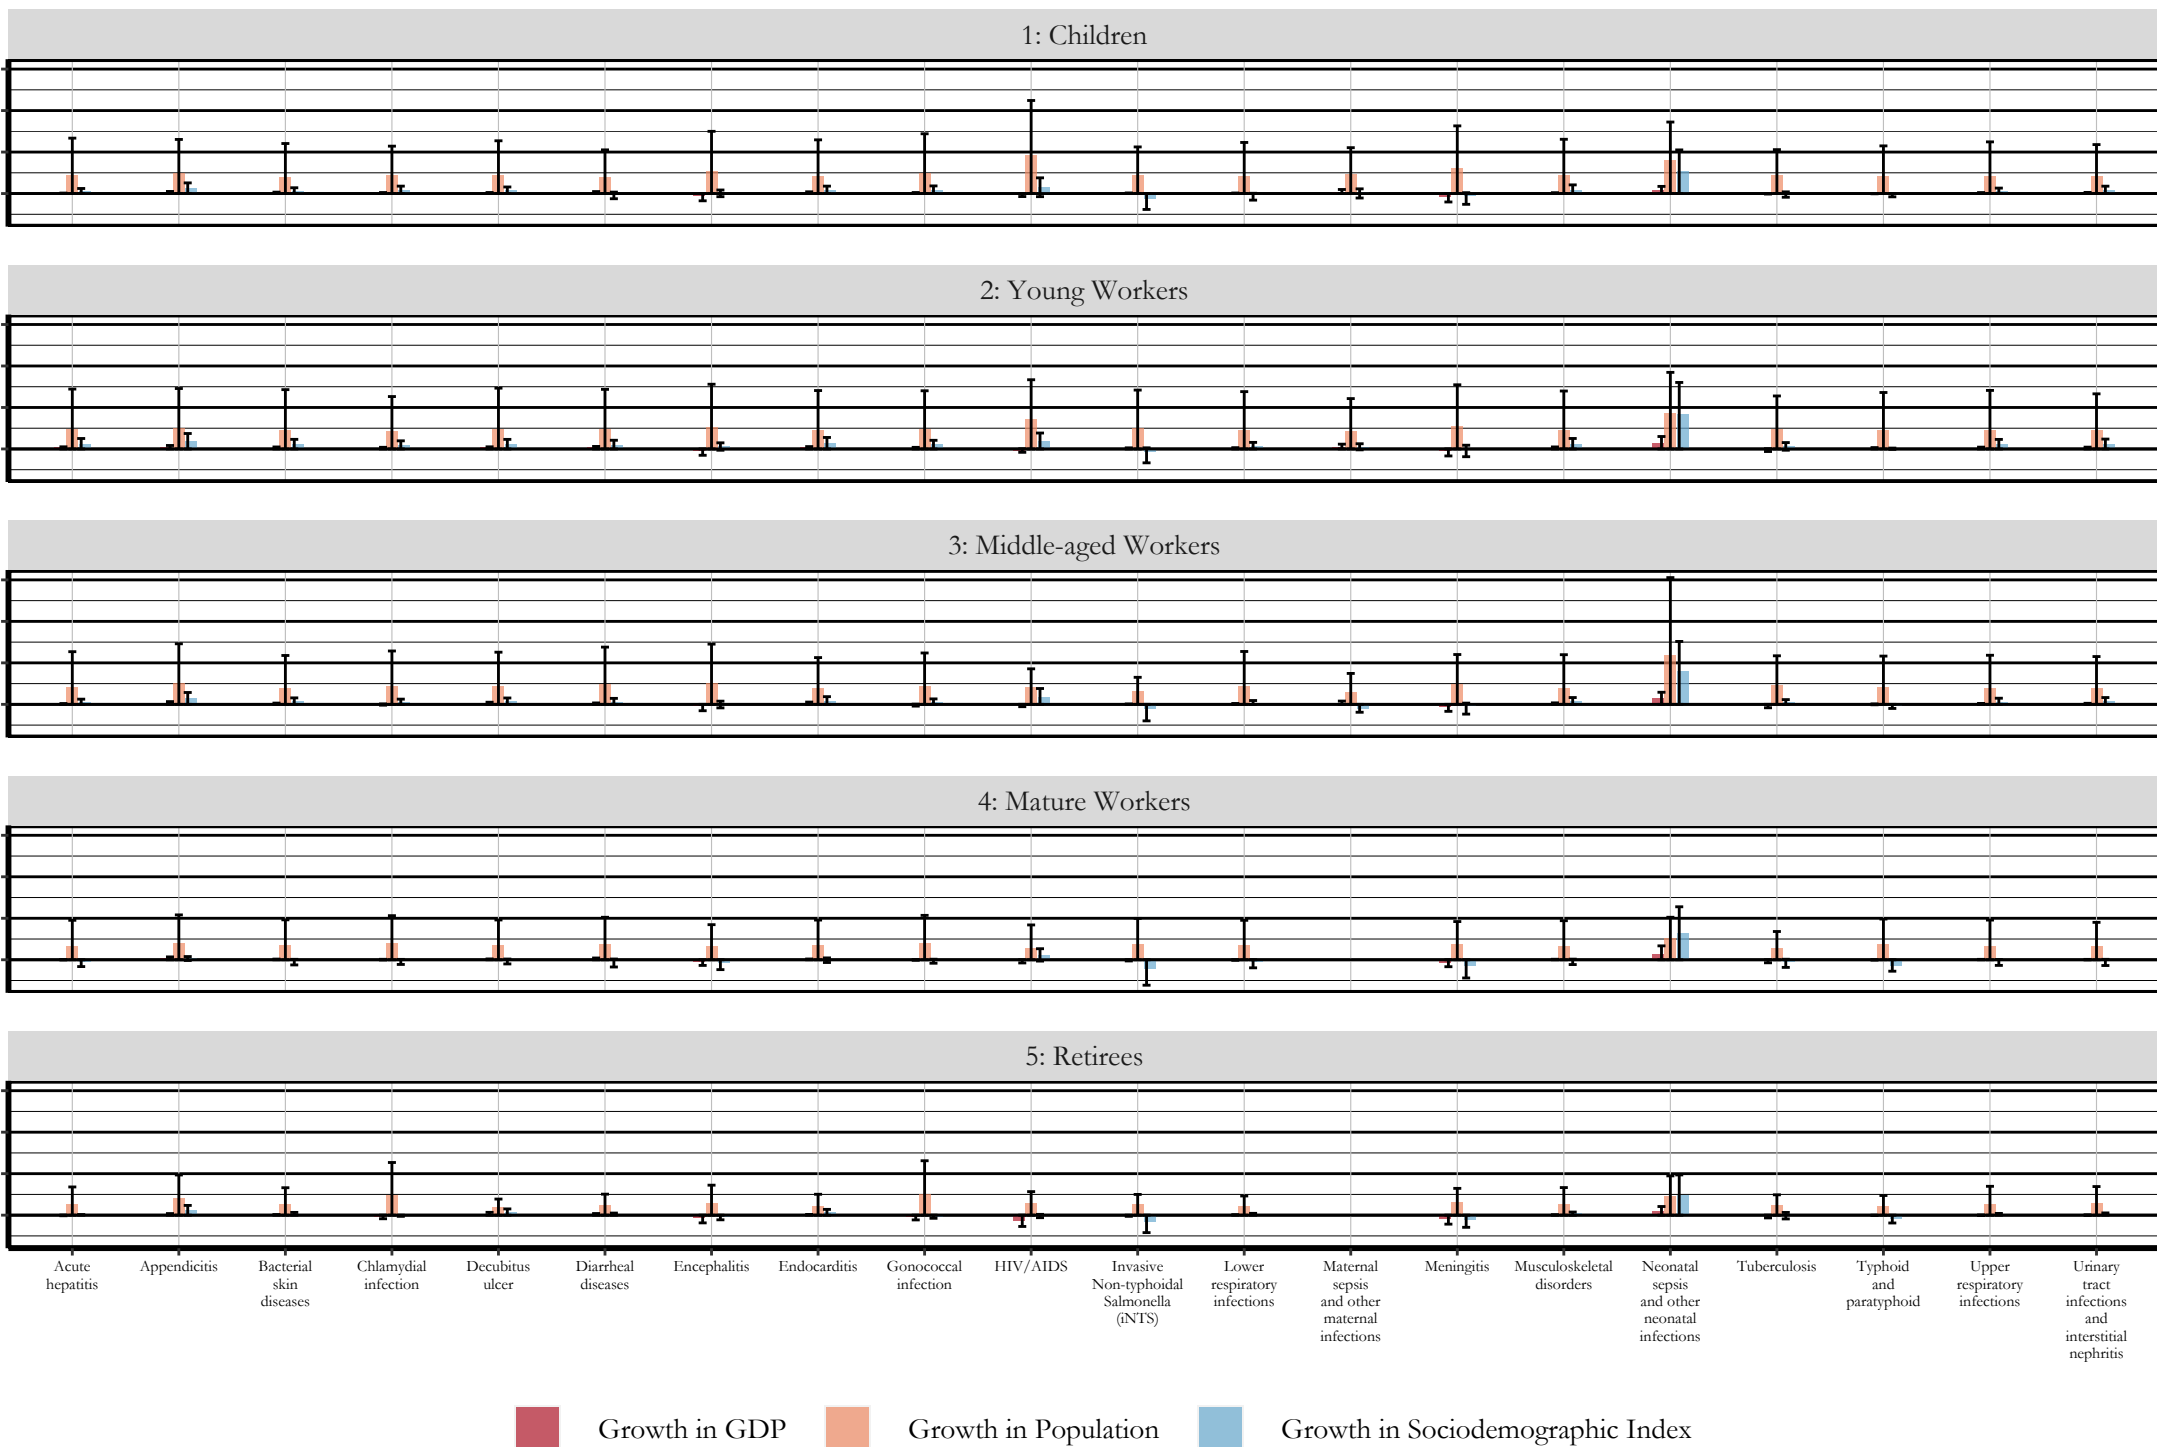 1: Children
2: Young Workers
3: Middle-aged Workers
4: Mature Workers
5: Retirees
Acute
hepatitis
Appendicitis
Bacterial
skin
diseases
Chlamydial
infection
Decubitus
ulcer
Diarrheal
diseases
Encephalitis
Endocarditis
Gonococcal
infection
HIV/AIDS
Invasive
Non-typhoidal
Salmonella
(iNTS)
Lower
respiratory
infections
Maternal
sepsis
and other
maternal
infections
Meningitis
Musculoskeletal
disorders
Neonatal
sepsis
and other
neonatal
infections
Tuberculosis
Typhoid
and
paratyphoid
Upper
respiratory
infections
Urinary
tract
infections
and
interstitial
nephritis
Growth in GDP
Growth in Population
Growth in Sociodemographic Index